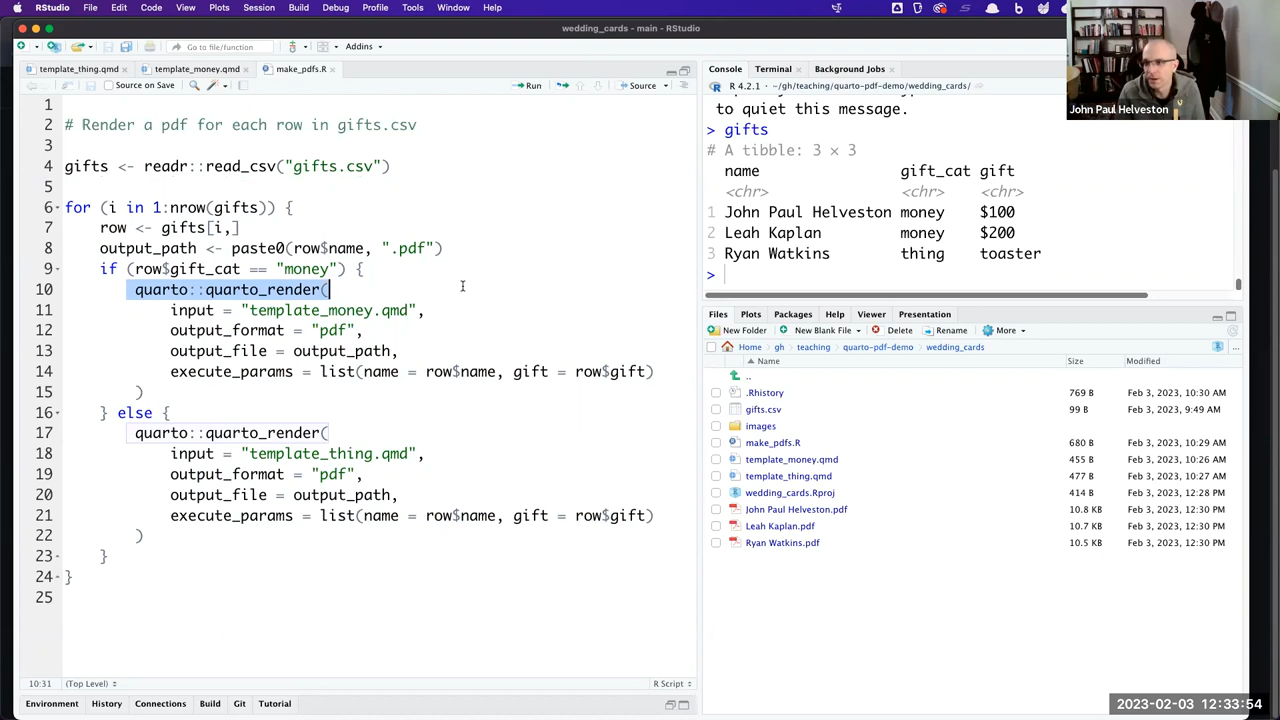 RStudio File Edit Code View Plots Session Build Debug Profile Tools Window Help
wedding_cards - main - RStudio
Go to file/function Addins
template_thing.qmd template_money.qmd make_pdfs.R
Source on Save Run Source
1
2 # Render a pdf for each row in gifts.csv
3
4 gifts <- readr::read_csv("gifts.csv")
5
6 for (i in 1:nrow(gifts)) {
7 row <- gifts[i,]
8 output_path <- paste0(row$name, ".pdf")
9 if (row$gift_cat == "money") {
10 quarto::quarto_render(
11 input = "template_money.qmd",
12 output_format = "pdf",
13 output_file = output_path,
14 execute_params = list(name = row$name, gift = row$gift)
15 )
16 } else {
17 quarto::quarto_render(
18 input = "template_thing.qmd",
19 output_format = "pdf",
20 output_file = output_path,
21 execute_params = list(name = row$name, gift = row$gift)
22 )
23 }
24 }
25
10:31 (Top Level) R Script
Environment History Connections Build Git Tutorial
Console Terminal Background Jobs
R 4.2.1 · ~/gh/teaching/quarto-pdf-demo/wedding_cards/
to quiet this message.
> gifts
# A tibble: 3 × 3
name gift_cat gift
<chr> <chr> <chr>
1 John Paul Helveston money $100
2 Leah Kaplan money $200
3 Ryan Watkins thing toaster
>
Files Plots Packages Help Viewer Presentation
New Folder New Blank File Delete Rename More
Home gh teaching quarto-pdf-demo wedding_cards ...
Name Size Modified
..
.Rhistory 769 B Feb 3, 2023, 10:30 AM
gifts.csv 99 B Feb 3, 2023, 9:49 AM
images
make_pdfs.R 680 B Feb 3, 2023, 10:29 AM
template_money.qmd 455 B Feb 3, 2023, 10:26 AM
template_thing.qmd 477 B Feb 3, 2023, 10:27 AM
wedding_cards.Rproj 414 B Feb 3, 2023, 12:28 PM
John Paul Helveston.pdf 10.8 KB Feb 3, 2023, 12:30 PM
Leah Kaplan.pdf 10.7 KB Feb 3, 2023, 12:30 PM
Ryan Watkins.pdf 10.5 KB Feb 3, 2023, 12:30 PM
John Paul Helveston
2023-02-03 12:33:54